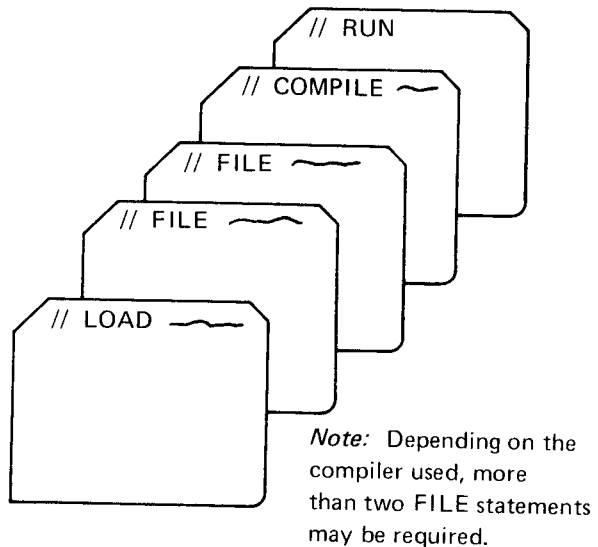 // RUN
// COMPILE
// FILE
// FILE
// LOAD
Note: Depending on the
compiler used, more
than two FILE statements
may be required.